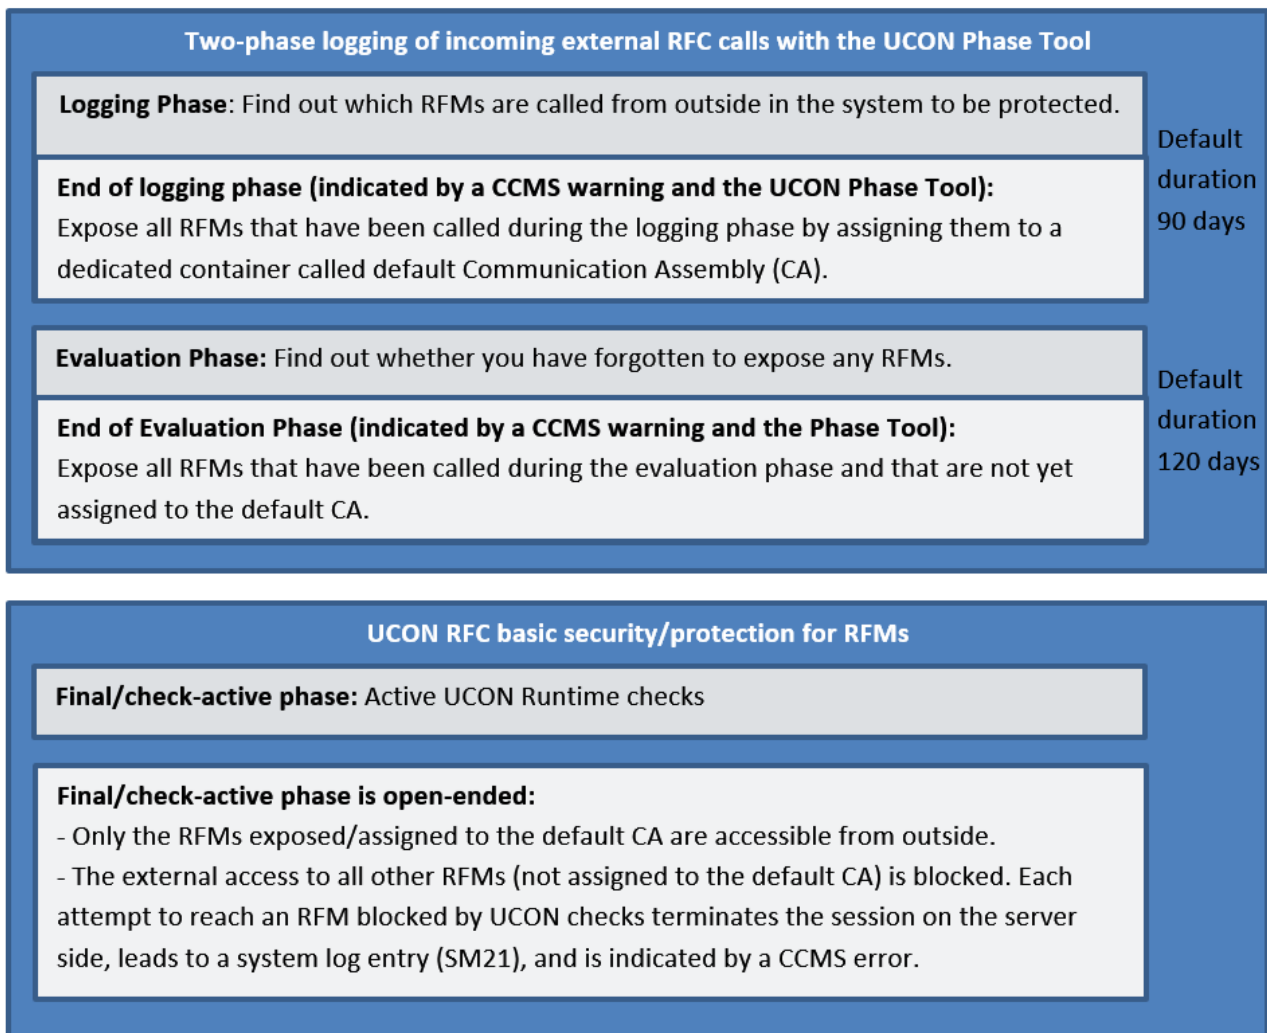 Two-phase logging of incoming external RFC calls with the UCON Phase Tool
Logging Phase: Find out which RFMs are called from outside in the system to be protected.
End of logging phase (indicated by a CCMS warning and the UCON Phase Tool):
Expose all RFMs that have been called during the logging phase by assigning them to a
dedicated container called default Communication Assembly (CA).
Default
duration
90 days
Evaluation Phase: Find out whether you have forgotten to expose any RFMs.
End of Evaluation Phase (indicated by a CCMS warning and the Phase Tool):
Expose all RFMs that have been called during the evaluation phase and that are not yet
assigned to the default CA.
Default
duration
120 days
UCON RFC basic security/protection for RFMs
Final/check-active phase: Active UCON Runtime checks
Final/check-active phase is open-ended:
- Only the RFMs exposed/assigned to the default CA are accessible from outside.
- The external access to all other RFMs (not assigned to the default CA) is blocked. Each
attempt to reach an RFM blocked by UCON checks terminates the session on the server
side, leads to a system log entry (SM21), and is indicated by a CCMS error.